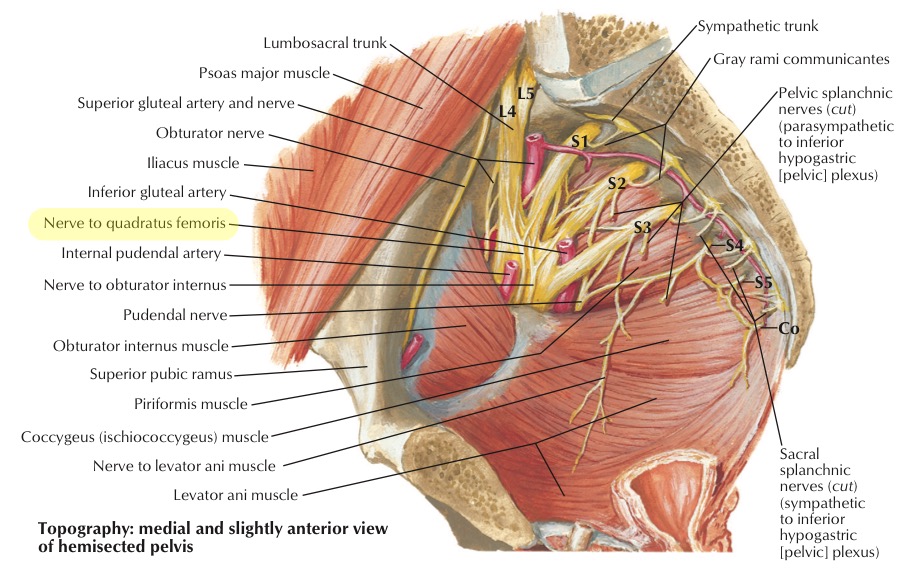 Lumbosacral trunk
Psoas major muscle
Superior gluteal artery and nerve
Obturator nerve
Iliacus muscle
Inferior gluteal artery
Nerve to quadratus femoris
Internal pudendal artery
Nerve to obturator internus
Pudendal nerve
Obturator internus muscle
Superior pubic ramus
Piriformis muscle
Coccygeus (ischiococcygeus) muscle
Nerve to levator ani muscle
Levator ani muscle
Topography: medial and slightly anterior view
of hemisected pelvis
L5
L4
S1
S2
S3
S4
S5
Co
Sympathetic trunk
Gray rami communicantes
Pelvic splanchnic
nerves (cut)
(parasympathetic
to inferior
hypogastric
[pelvic] plexus)
Sacral
splanchnic
nerves (cut)
(sympathetic
to inferior
hypogastric
[pelvic] plexus)